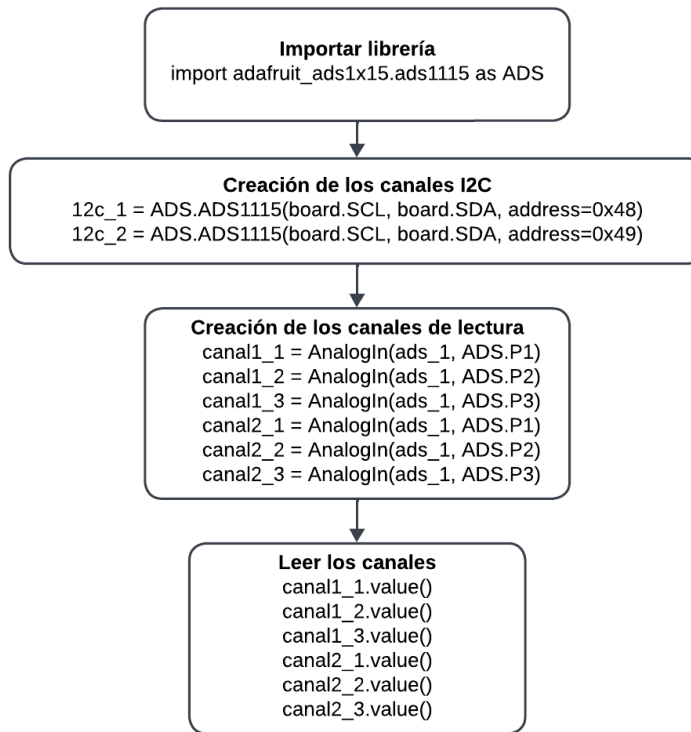 Importar librería
import adafruit_ads1x15.ads1115 as ADS
Creación de los canales I2C
12c_1 = ADS.ADS1115(board.SCL, board.SDA, address=0x48)
12c_2 = ADS.ADS1115(board.SCL, board.SDA, address=0x49)
Creación de los canales de lectura
canal1_1 = AnalogIn(ads_1, ADS.P1)
canal1_2 = AnalogIn(ads_1, ADS.P2)
canal1_3 = AnalogIn(ads_1, ADS.P3)
canal2_1 = AnalogIn(ads_1, ADS.P1)
canal2_2 = AnalogIn(ads_1, ADS.P2)
canal2_3 = AnalogIn(ads_1, ADS.P3)
Leer los canales
canal1_1.value()
canal1_2.value()
canal1_3.value()
canal2_1.value()
canal2_2.value()
canal2_3.value()